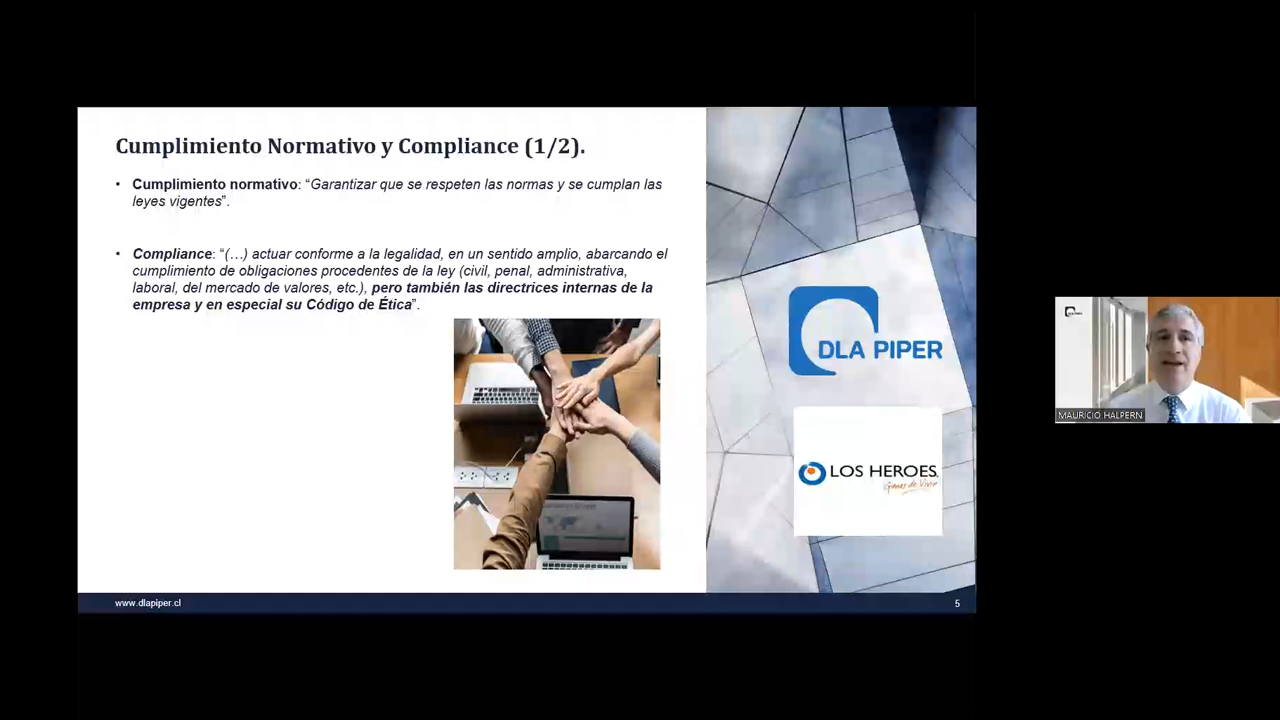 Cumplimiento Normativo y Compliance (1/2).
• Cumplimiento normativo: “Garantizar que se respeten las normas y se cumplan las
leyes vigentes”.
• Compliance: “(…) actuar conforme a la legalidad, en un sentido amplio, abarcando el
cumplimiento de obligaciones procedentes de la ley (civil, penal, administrativa,
laboral, del mercado de valores, etc.), pero también las directrices internas de la
empresa y en especial su Código de Ética”.
DLA PIPER
LOS HEROES.
Ganas de Vivir
www.dlapiper.cl
5
MAURICIO HALPERN